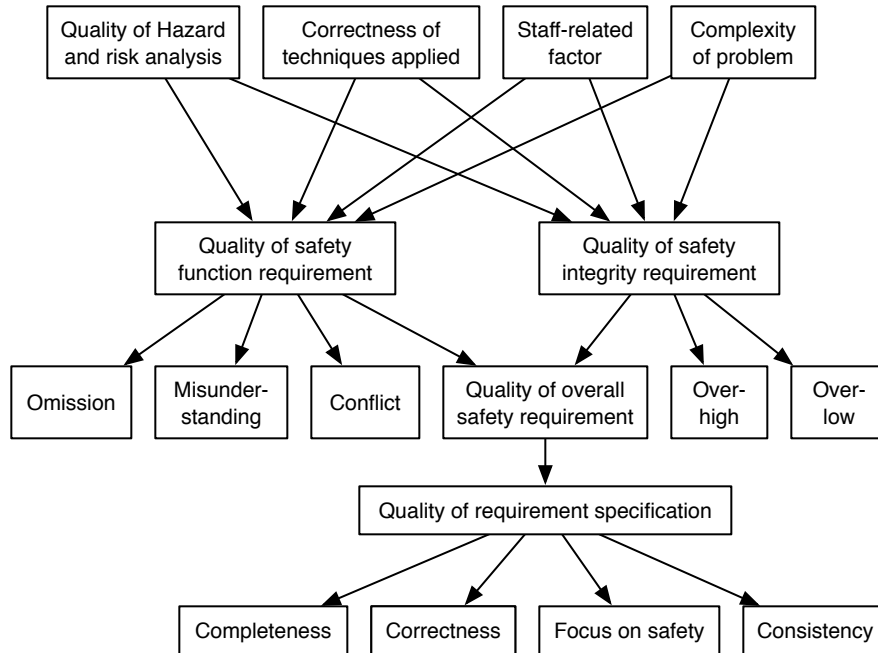 Quality of Hazard
and risk analysis
Correctness of
techniques applied
Staff-related
factor
Complexity
of problem
Quality of safety
function requirement
Quality of safety
integrity requirement
Omission
Misunder-
standing
Conflict
Quality of overall
safety requirement
Over-
high
Over-
low
Quality of requirement specification
Completeness
Correctness
Focus on safety
Consistency